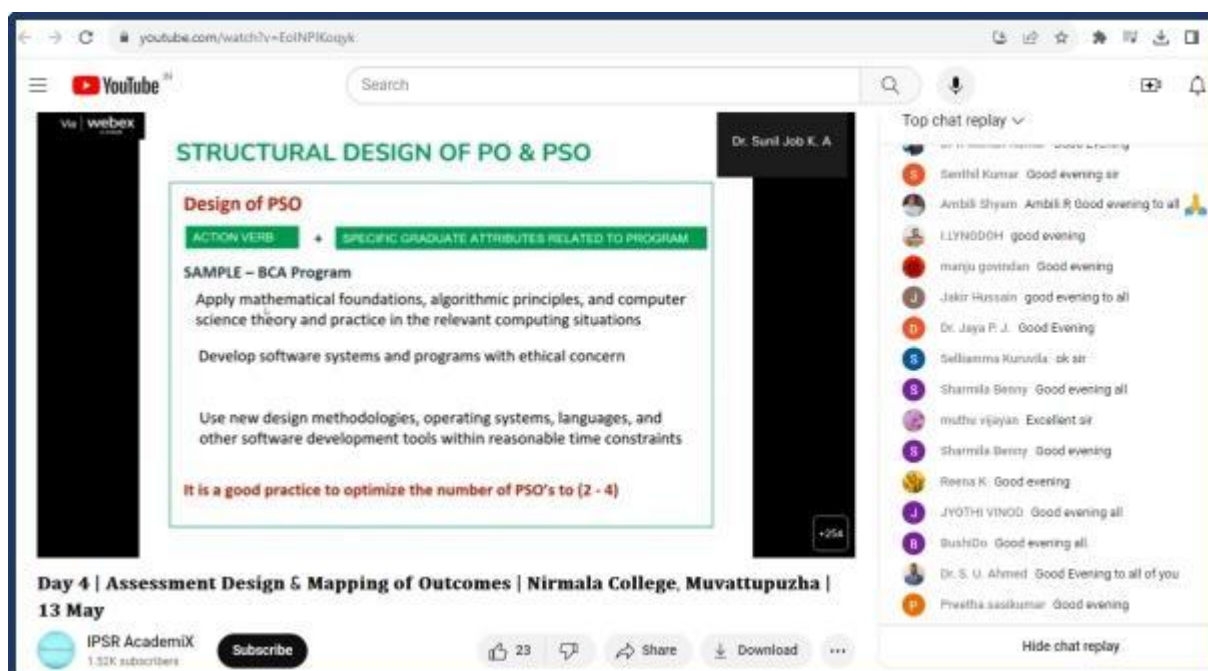 youtube.com/watch?v=EoINPlKoqyk
YouTube IN
Search
Via webex
Dr. Sunil Job K. A
STRUCTURAL DESIGN OF PO & PSO
Design of PSO
ACTION VERB + SPECIFIC GRADUATE ATTRIBUTES RELATED TO PROGRAM
SAMPLE – BCA Program
Apply mathematical foundations, algorithmic principles, and computer
science theory and practice in the relevant computing situations
Develop software systems and programs with ethical concern
Use new design methodologies, operating systems, languages, and
other software development tools within reasonable time constraints
It is a good practice to optimize the number of PSO's to (2 - 4)
+254
Day 4 | Assessment Design & Mapping of Outcomes | Nirmala College, Muvattupuzha |
13 May
IPSR AcademiX
1.52K subscribers
Subscribe
23
Share
Download
Top chat replay
Good Evening
Senthil Kumar Good evening sir
Ambili Shyam Ambili R Good evening to all
I.LYNGDOH good evening
manju govindan Good evening
Jakir Hussain good evening to all
Dr. Jaya P. J. Good Evening
Selliamma Kuruvila ok sir
Sharmila Benny Good evening all
muthu vijayan Excellent sir
Sharmila Benny Good evening
Reena K Good evening
JYOTHI VINOD Good evening all
BushiDo Good evening all
Dr. S. U. Ahmed Good Evening to all of you
Preetha sasikumar Good evening
Hide chat replay